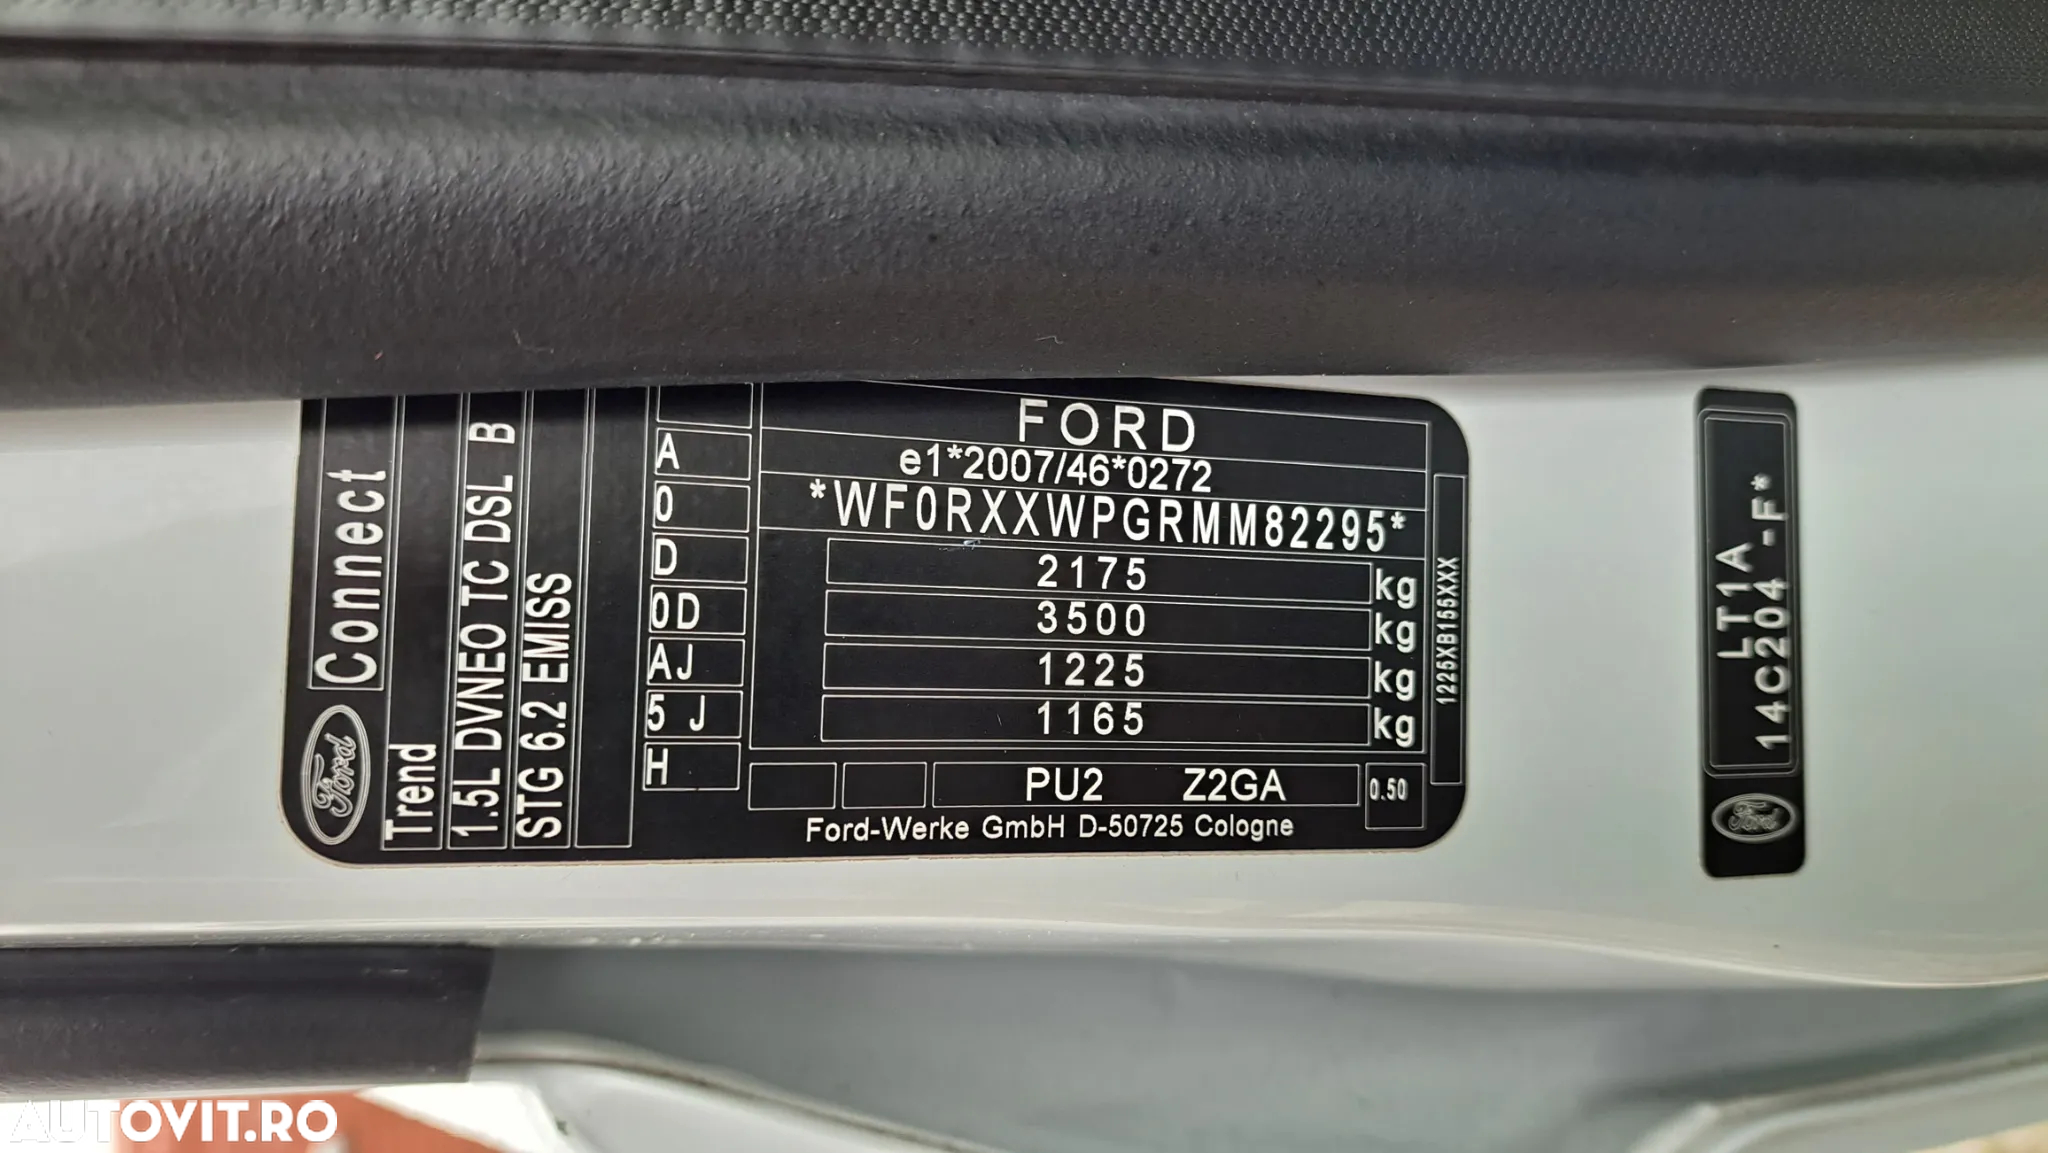 FORD
e1*2007/46*0272
*WF0RXXWPGRMM82295*
2175 kg
3500 kg
1225 kg
1165 kg
PU2 Z2GA
0.50
Ford-Werke GmbH D-50725 Cologne
1225XB155XXX
A
0
D
0D
AJ
5 J
H
Ford
Connect
Trend
1.5L DVNEO TC DSL B
STG 6.2 EMISS
LT1A
14C204 -F*
Ford
AUTOVIT.RO